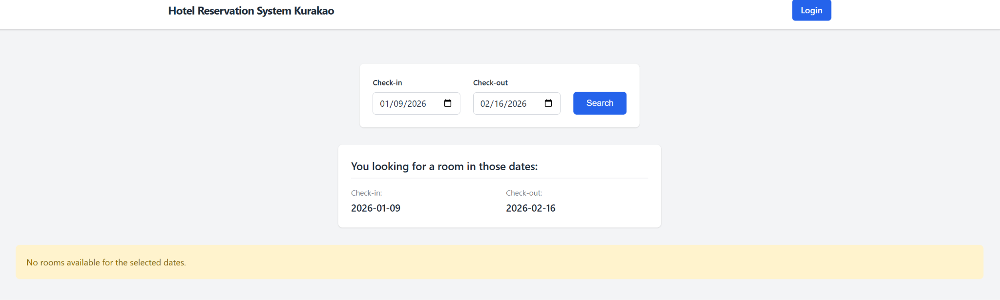 Hotel Reservation System Kurakao
Login
Check-in
Check-out
01/09/2026
02/16/2026
Search
You looking for a room in those dates:
Check-in:
Check-out:
2026-01-09
2026-02-16
No rooms available for the selected dates.